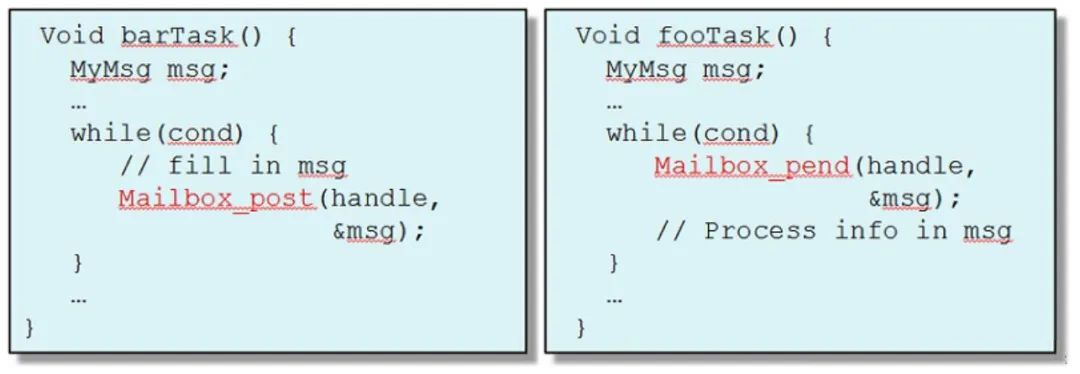 Void barTask() {
MyMsg msg;
…
while(cond) {
// fill in msg
Mailbox_post(handle,
&msg);
}
…
}
Void fooTask() {
MyMsg msg;
…
while(cond) {
Mailbox_pend(handle,
&msg);
// Process info in msg
}
…
}